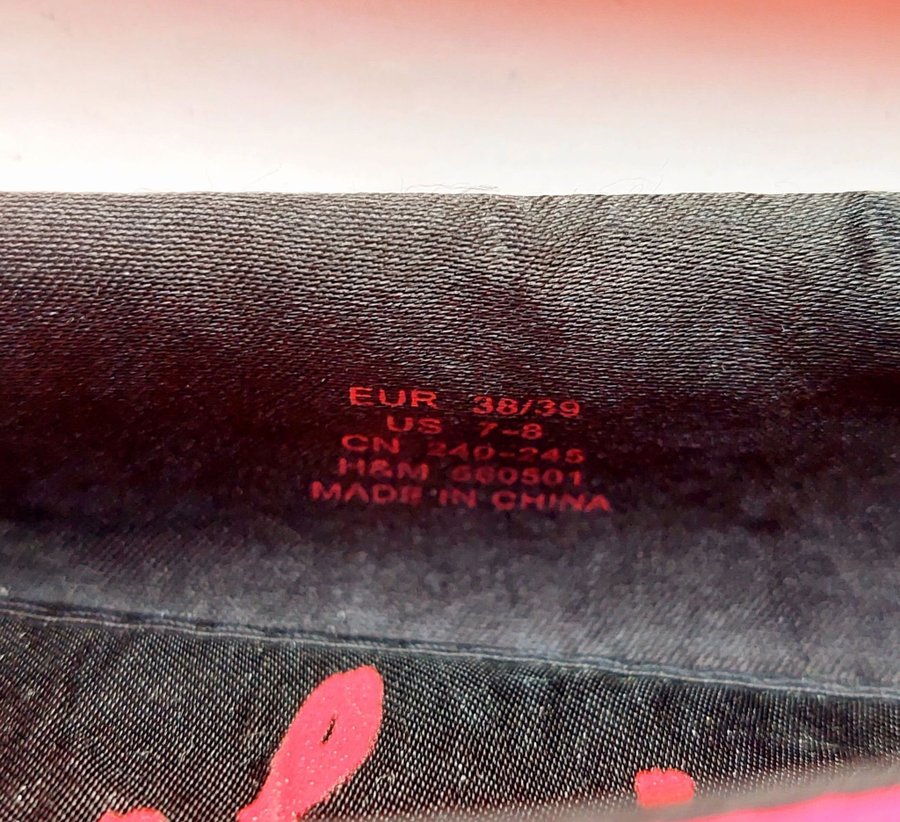 EUR 38/39
US 7-8
CN 240-245
H&M 660501
MADE IN CHINA